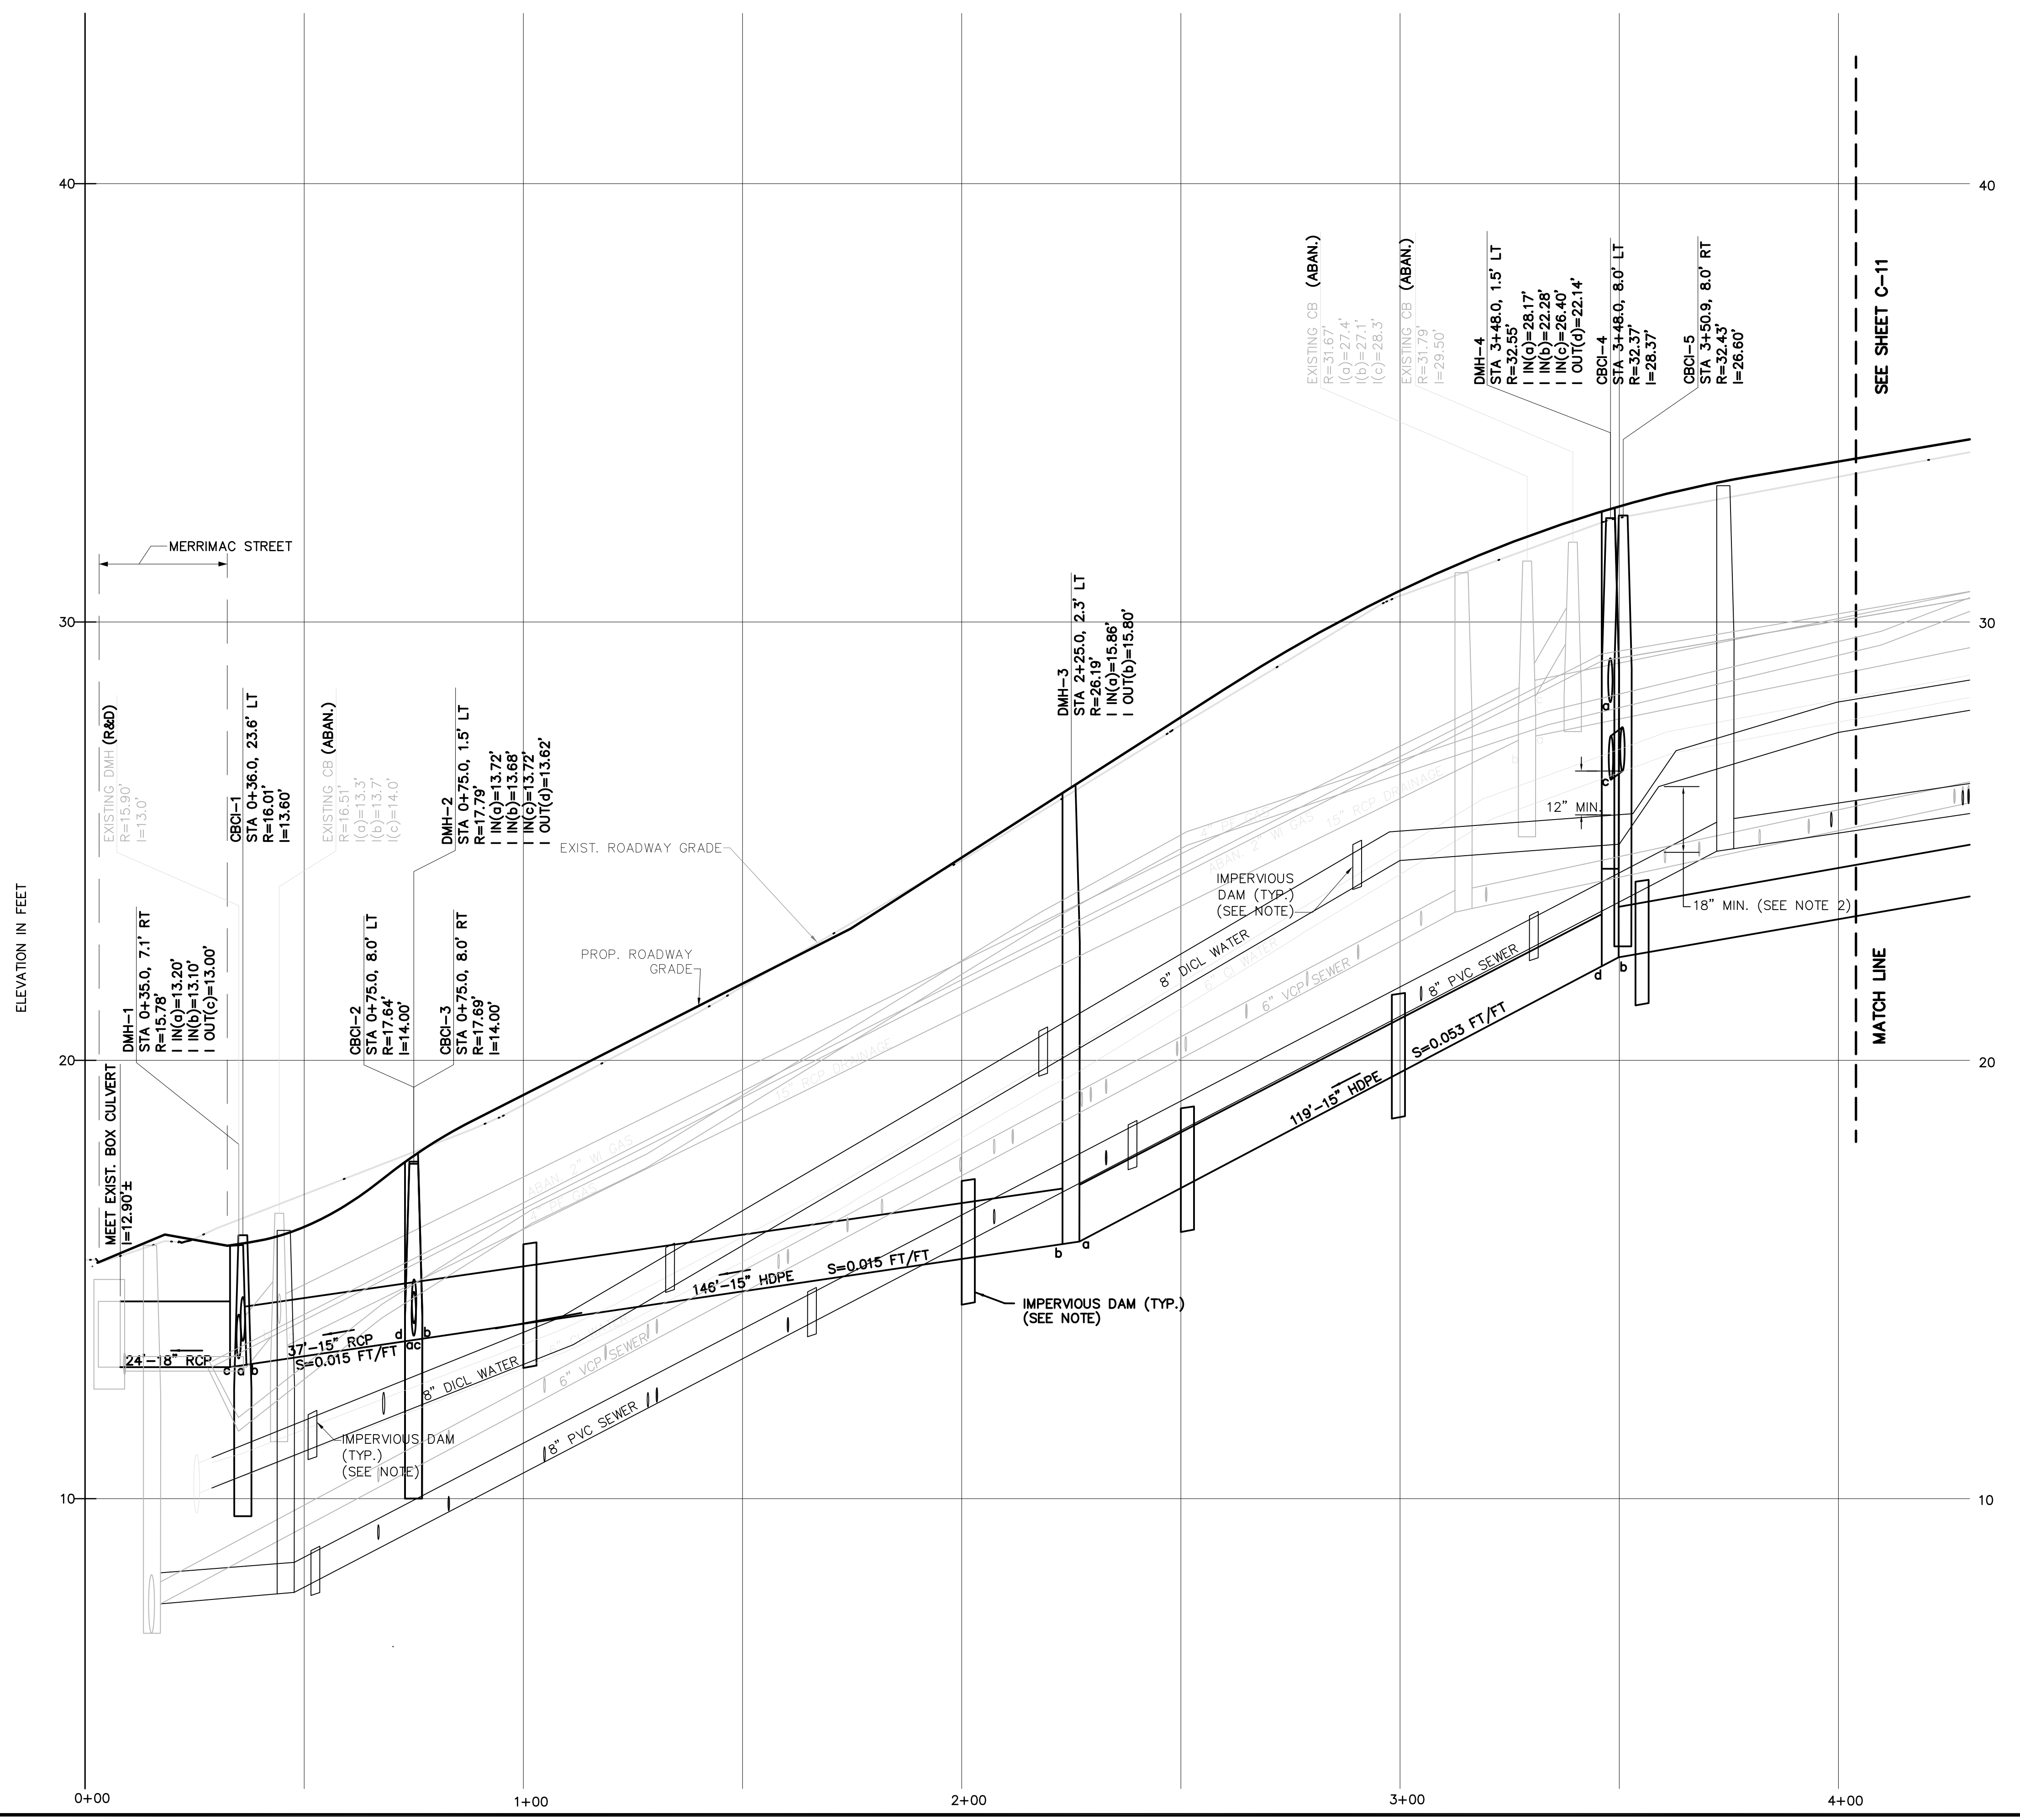 40
40
EXISTING CB (ABAN.)
R=31.67'
I(a)=27.4'
I(b)=27.1'
I(c)=28.3'
EXISTING CB (ABAN.)
R=31.79'
I=29.50'
DMH-4
STA 3+48.0, 1.5' LT
R=32.55'
I IN(a)=28.17'
I IN(b)=22.28'
I IN(c)=26.40'
I OUT(d)=22.14'
CBCI-4
STA 3+48.0, 8.0' LT
R=32.37'
I=28.37'
CBCI-5
STA 3+50.9, 8.0' RT
R=32.43'
I=26.60'
SEE SHEET C-11
MERRIMAC STREET
30
30
DMH-3
STA 2+25.0, 2.3' LT
R=26.19'
I IN(a)=15.86'
I OUT(b)=15.80'
EXISTING DMH (R&D)
R=15.90'
I=13.0'
CBCI-1
STA 0+36.0, 23.6' LT
R=16.01'
I=13.60'
EXISTING CB (ABAN.)
R=16.51'
I(a)=13.3'
I(b)=13.7'
I(c)=14.0'
DMH-2
STA 0+75.0, 1.5' LT
R=17.79'
I IN(a)=13.72'
I IN(b)=13.68'
I IN(c)=13.72'
I OUT(d)=13.62'
EXIST. ROADWAY GRADE
a
b
c
12" MIN.
15" RCP DRAINAGE
ABAN. 2" WI GAS
IMPERVIOUS
DAM (TYP.)
(SEE NOTE)
18" MIN. (SEE NOTE 2)
ELEVATION IN FEET
PROP. ROADWAY
GRADE
DMH-1
STA 0+35.0, 7.1' RT
R=15.78'
I IN(a)=13.20'
I IN(b)=13.10'
I OUT(c)=13.00'
CBCI-2
STA 0+75.0, 8.0' LT
R=17.64'
I=14.00'
CBCI-3
STA 0+75.0, 8.0' RT
R=17.69'
I=14.00'
8" DICL WATER
6" VCP SEWER
8" PVC SEWER
d
b
MATCH LINE
20
20
S=0.053 FT/FT
119'-15" HDPE
15" RCP DRAINAGE
MEET EXIST. BOX CULVERT
I=12.90'±
ABAN. 2" WI GAS
b
a
S=0.015 FT/FT
146'-15" HDPE
IMPERVIOUS DAM (TYP.)
(SEE NOTE)
37'-15" RCP
S=0.015 FT/FT
24'-18" RCP
c a b
d b
ac
8" DICL WATER
6" VCP SEWER
8" PVC SEWER
IMPERVIOUS DAM
(TYP.)
(SEE NOTE)
10
10
0+00
1+00
2+00
3+00
4+00